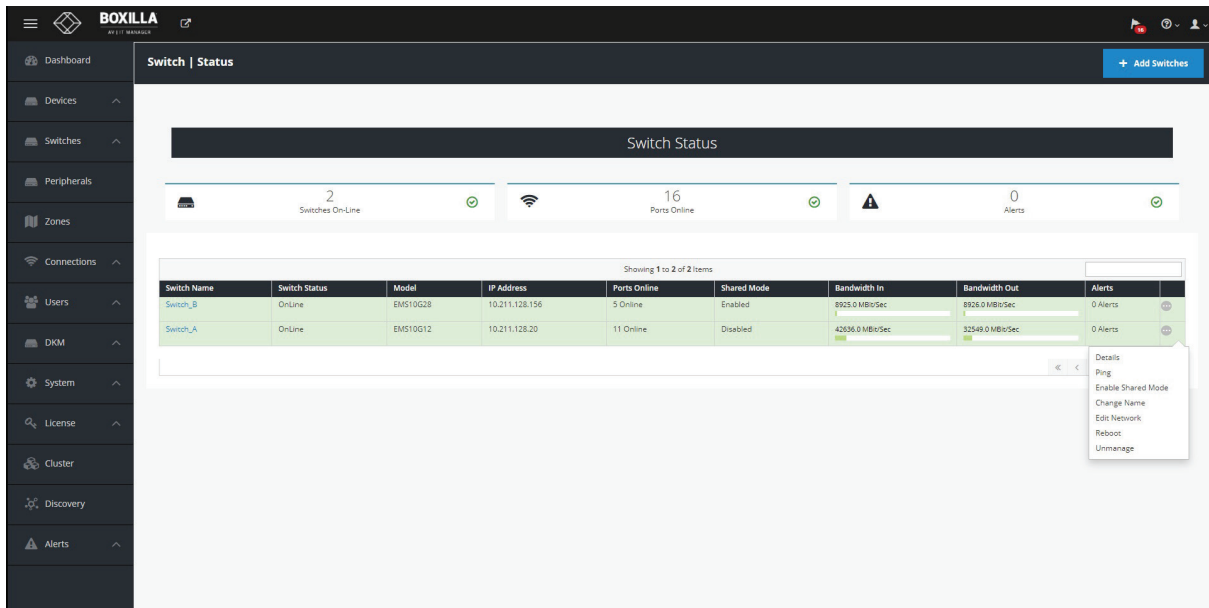 BOXILLA
AV | IT MANAGER
16
Dashboard
Switch | Status
+ Add Switches
Devices
Switches
Switch Status
Peripherals
2
Switches On-Line
16
Ports Online
0
Alerts
Zones
Connections
Showing 1 to 2 of 2 Items
Switch Name Switch Status Model IP Address Ports Online Shared Mode Bandwidth In Bandwidth Out Alerts
Users
Switch_B OnLine EMS10G28 10.211.128.156 5 Online Enabled 8925.0 MBit/Sec 8926.0 MBit/Sec 0 Alerts
Switch_A OnLine EMS10G12 10.211.128.20 11 Online Disabled 42636.0 MBit/Sec 32549.0 MBit/Sec 0 Alerts
DKM
Details
Ping
Enable Shared Mode
Change Name
Edit Network
Reboot
Unmanage
System
License
Cluster
Discovery
Alerts